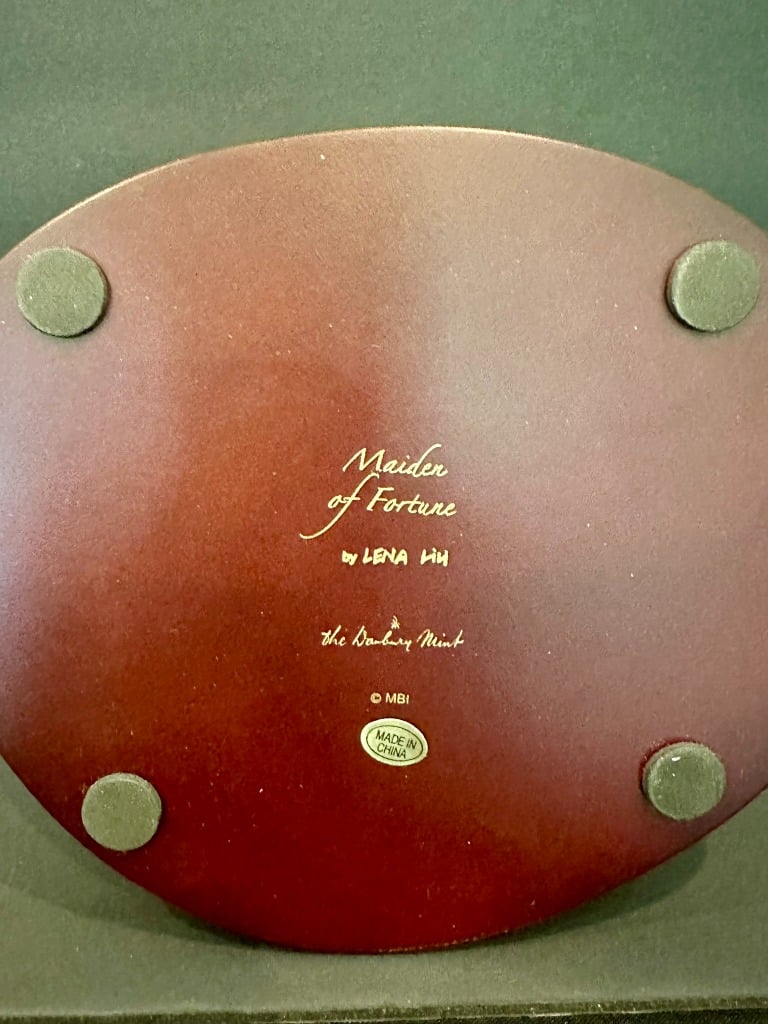 Maiden
of Fortune
by LENA LIU
the Danbury Mint
© MBI
MADE IN
CHINA